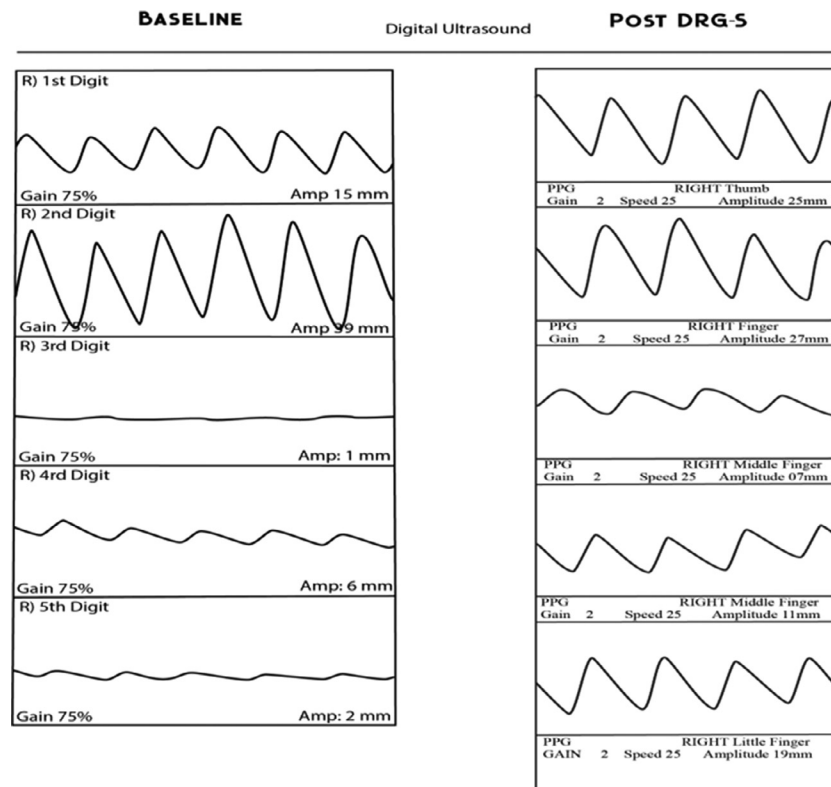 BASELINE
Digital Ultrasound
POST DRG-S
R) 1st Digit
Gain 75% Amp 15 mm
R) 2nd Digit
Gain 75% Amp 39 mm
R) 3rd Digit
Gain 75% Amp: 1 mm
R) 4rd Digit
Gain 75% Amp: 6 mm
R) 5th Digit
Gain 75% Amp: 2 mm
PPG RIGHT Thumb
Gain 2 Speed 25 Amplitude 25mm
PPG RIGHT Finger
Gain 2 Speed 25 Amplitude 27mm
PPG RIGHT Middle Finger
Gain 2 Speed 25 Amplitude 07mm
PPG RIGHT Middle Finger
Gain 2 Speed 25 Amplitude 11mm
PPG RIGHT Little Finger
GAIN 2 Speed 25 Amplitude 19mm